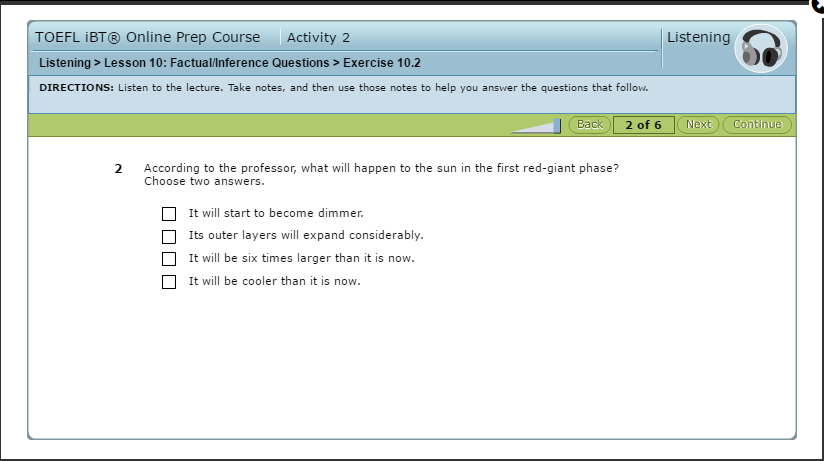 TOEFL iBT® Online Prep Course Activity 2 Listening
Listening > Lesson 10: Factual/Inference Questions > Exercise 10.2
DIRECTIONS: Listen to the lecture. Take notes, and then use those notes to help you answer the questions that follow.
Back 2 of 6 Next Continue
2 According to the professor, what will happen to the sun in the first red-giant phase?
Choose two answers.
It will start to become dimmer.
Its outer layers will expand considerably.
It will be six times larger than it is now.
It will be cooler than it is now.